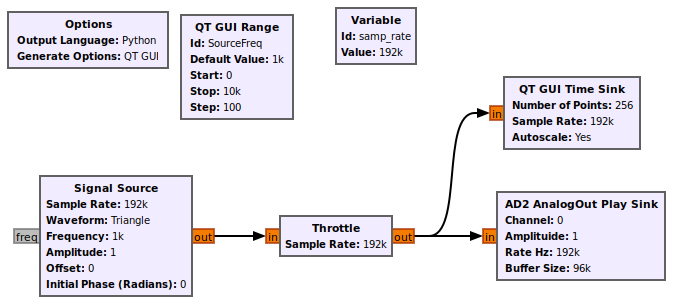 Options
Output Language: Python
Generate Options: QT GUI
QT GUI Range
Id: SourceFreq
Default Value: 1k
Start: 0
Stop: 10k
Step: 100
Variable
Id: samp_rate
Value: 192k
QT GUI Time Sink
Number of Points: 256
Sample Rate: 192k
Autoscale: Yes
in
Signal Source
Sample Rate: 192k
Waveform: Triangle
Frequency: 1k
Amplitude: 1
Offset: 0
Initial Phase (Radians): 0
freq
out
in
Throttle
Sample Rate: 192k
out
in
AD2 AnalogOut Play Sink
Channel: 0
Amplituide: 1
Rate Hz: 192k
Buffer Size: 96k